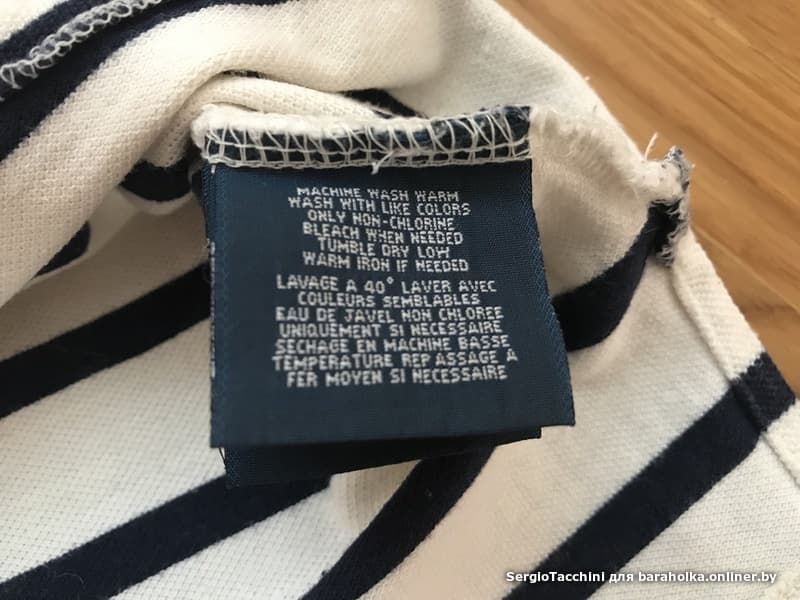 MACHINE WASH WARM
WASH WITH LIKE COLORS
ONLY NON-CHLORINE
BLEACH WHEN NEEDED
TUMBLE DRY LOW
WARM IRON IF NEEDED
LAVAGE A 40° LAVER AVEC
COULEURS SEMBLABLES
EAU DE JAVEL NON CHLOREE
UNIQUEMENT SI NECESSAIRE
SECHAGE EN MACHINE BASSE
TEMPERATURE REP ASSAGE A
FER MOYEN SI NECESSAIRE
SergioTacchini для baraholka.onliner.by